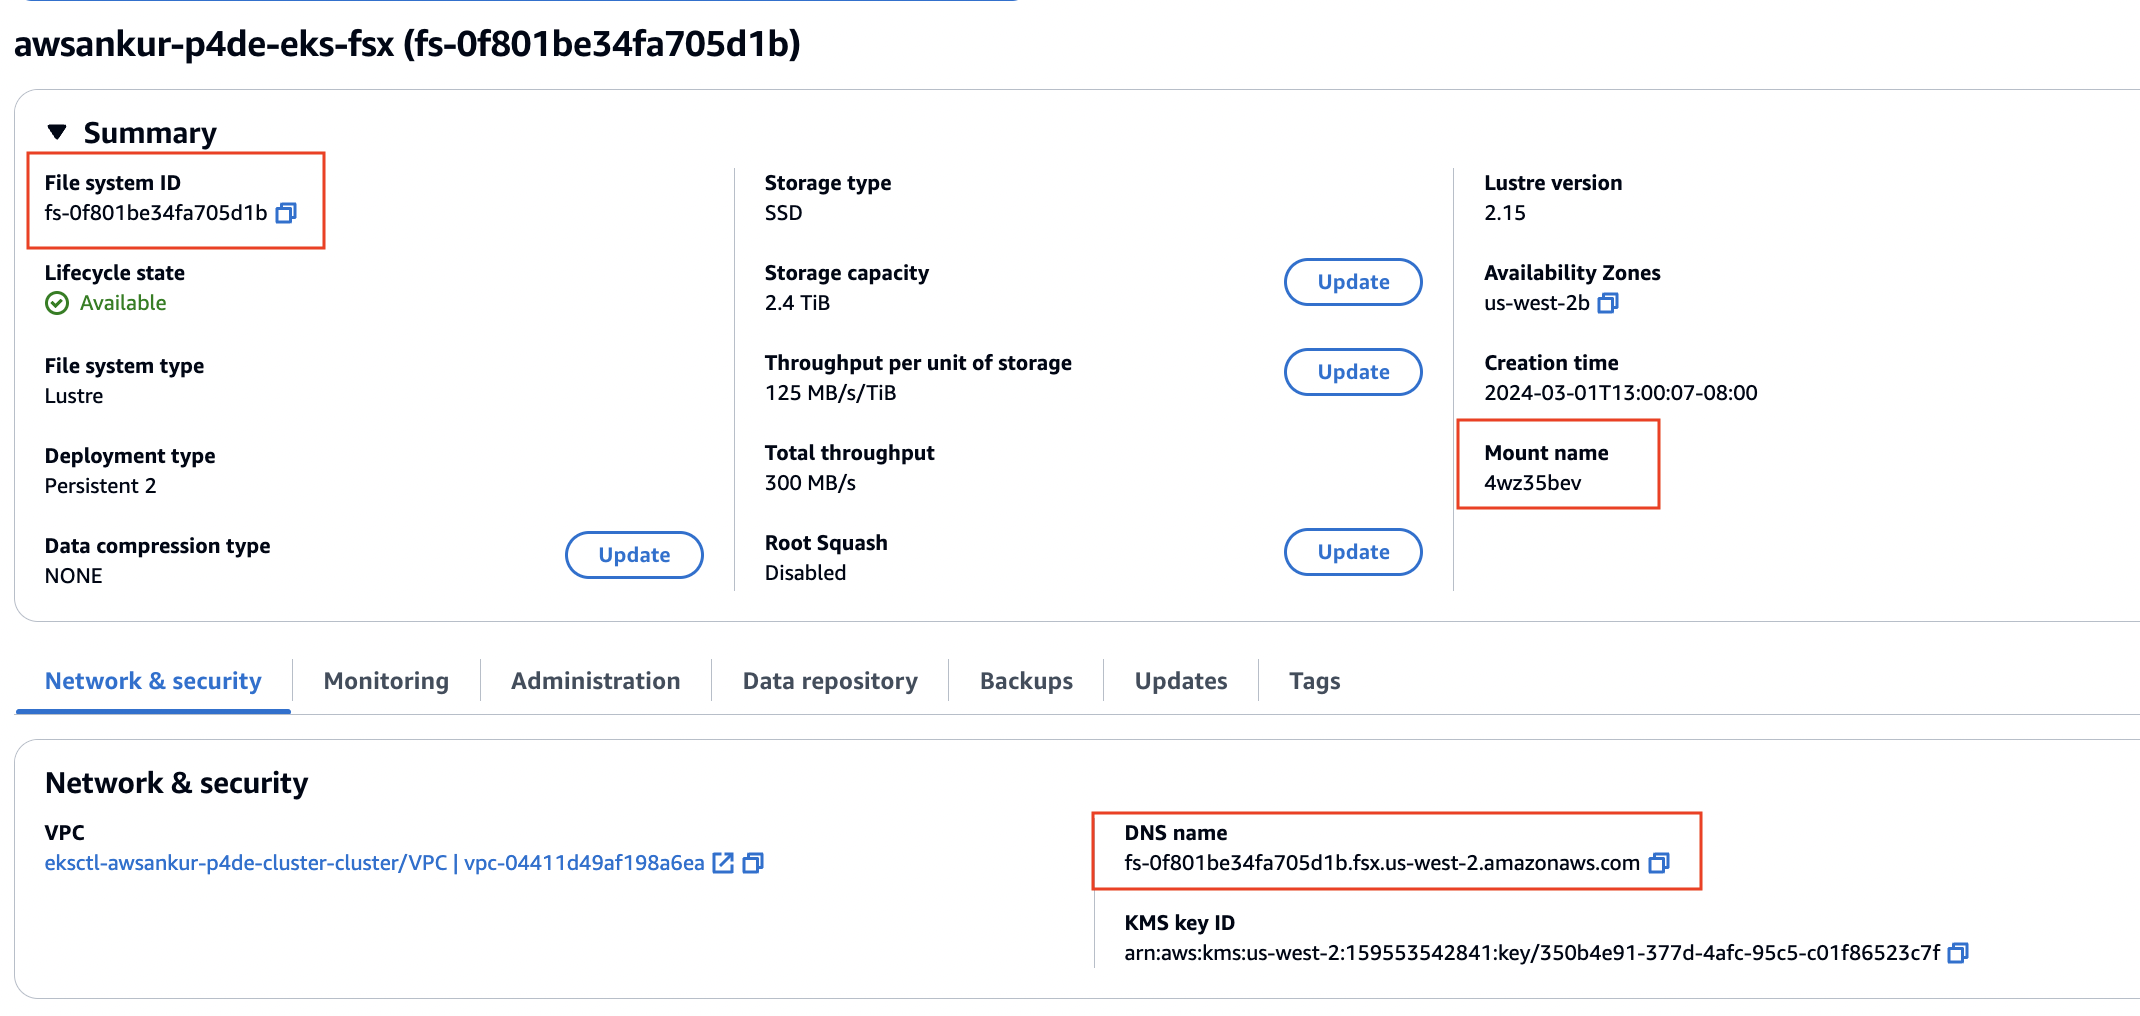 awsankur-p4de-eks-fsx (fs-0f801be34fa705d1b)
Summary
File system ID
fs-0f801be34fa705d1b
Lifecycle state
Available
File system type
Lustre
Deployment type
Persistent 2
Data compression type
NONE
Update
Storage type
SSD
Storage capacity
2.4 TiB
Update
Throughput per unit of storage
125 MB/s/TiB
Update
Total throughput
300 MB/s
Root Squash
Disabled
Update
Lustre version
2.15
Availability Zones
us-west-2b
Creation time
2024-03-01T13:00:07-08:00
Mount name
4wz35bev
Network & security
Monitoring
Administration
Data repository
Backups
Updates
Tags
Network & security
VPC
eksctl-awsankur-p4de-cluster-cluster/VPC | vpc-04411d49af198a6ea
DNS name
fs-0f801be34fa705d1b.fsx.us-west-2.amazonaws.com
KMS key ID
arn:aws:kms:us-west-2:159553542841:key/350b4e91-377d-4afc-95c5-c01f86523c7f